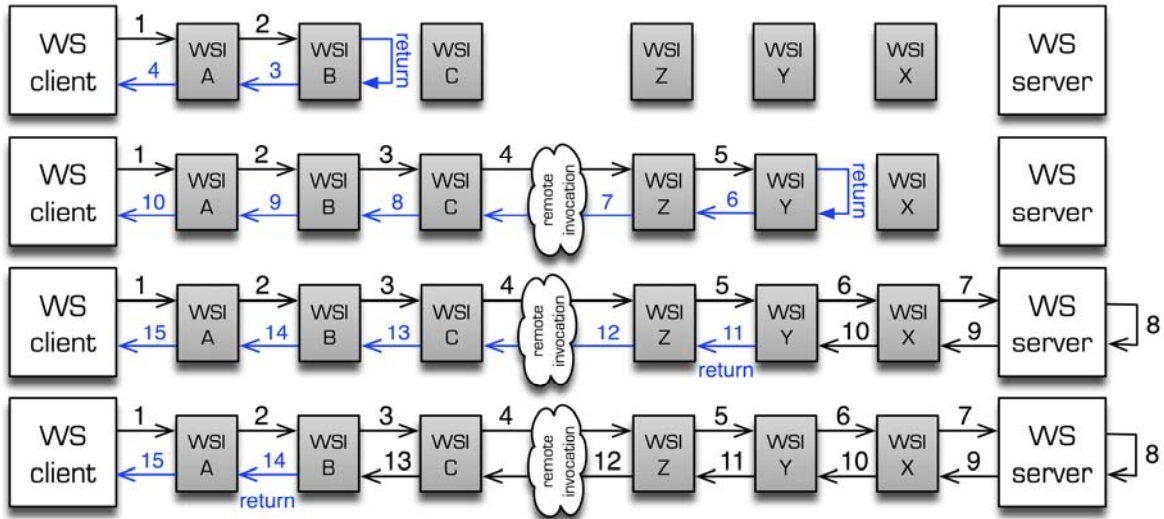 WS client
1
2
return
4
3
WSI A
WSI B
WSI C
WSI Z
WSI Y
WSI X
WS server
WS client
1
2
3
4
5
return
10
9
8
7
6
WSI A
WSI B
WSI C
remote invocation
WSI Z
WSI Y
WSI X
WS server
WS client
1
2
3
4
5
6
7
8
15
14
13
12
11
10
9
return
WSI A
WSI B
WSI C
remote invocation
WSI Z
WSI Y
WSI X
WS server
WS client
1
2
3
4
5
6
7
8
15
14
13
12
11
10
9
return
WSI A
WSI B
WSI C
remote invocation
WSI Z
WSI Y
WSI X
WS server